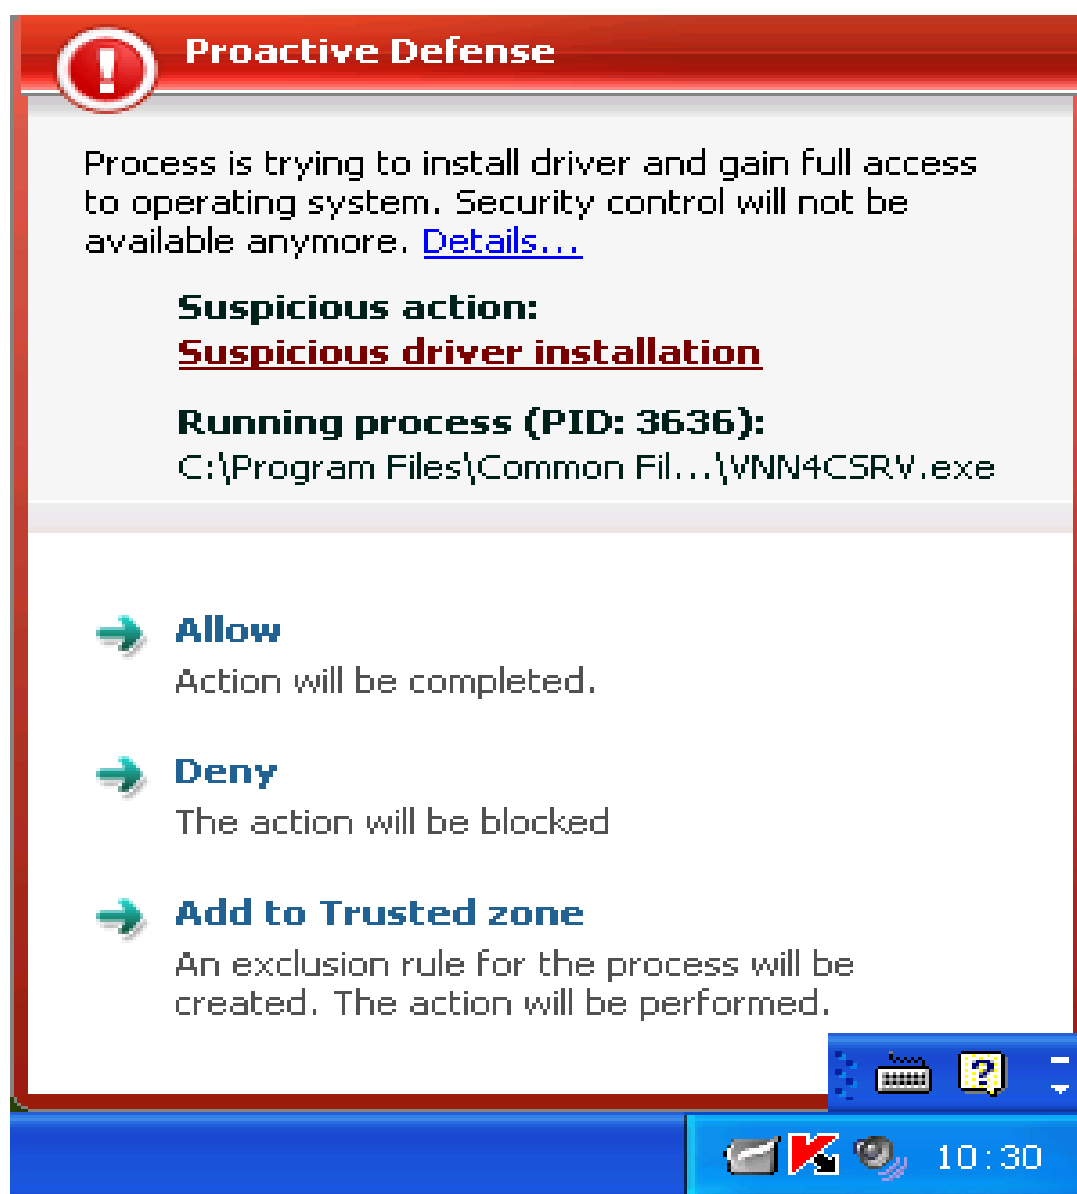 Proactive Defense
Process is trying to install driver and gain full access
to operating system. Security control will not be
available anymore. Details...
Suspicious action:
Suspicious driver installation
Running process (PID: 3636):
C:\Program Files\Common Fil...\VNN4CSRV.exe
Allow
Action will be completed.
Deny
The action will be blocked
Add to Trusted zone
An exclusion rule for the process will be
created. The action will be performed.
10:30